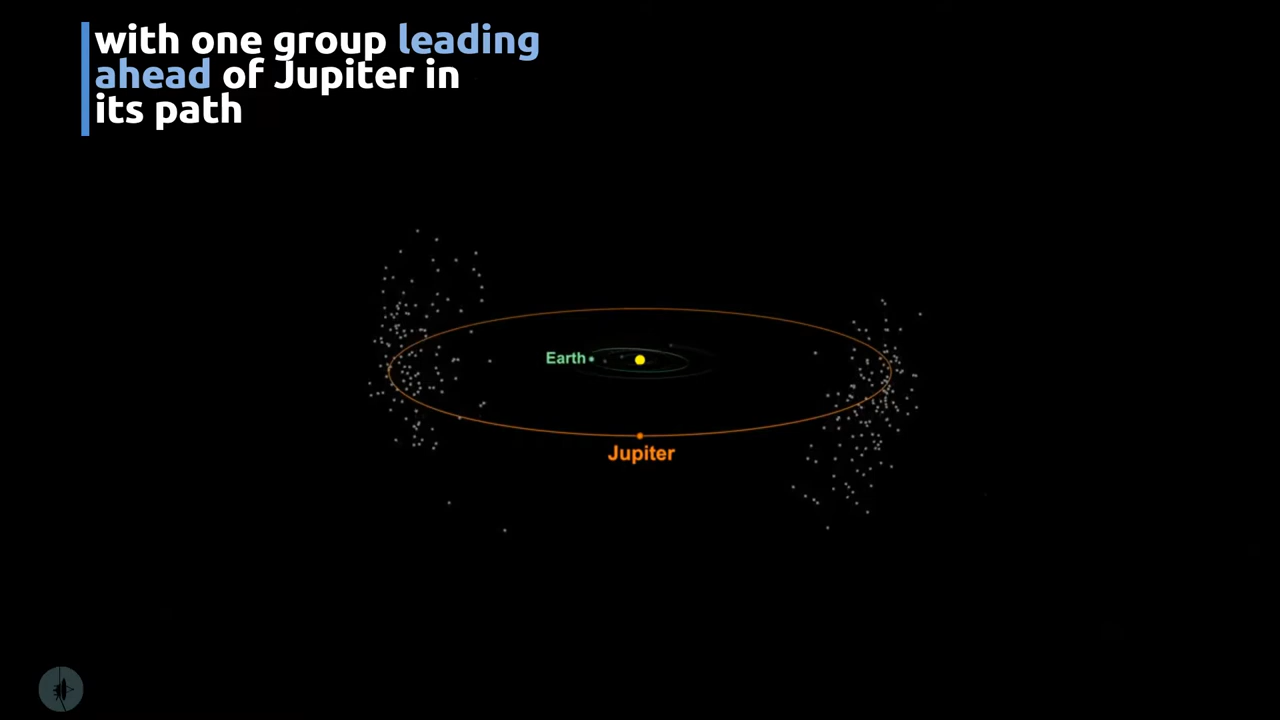 with one group leading
ahead of Jupiter in
its path
Earth
Jupiter